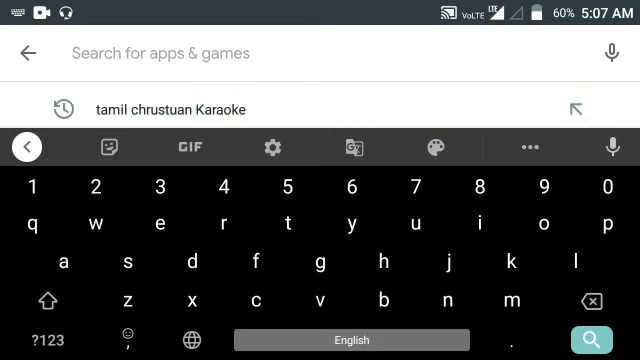 VoLTE LTE 60% 5:07 AM
Search for apps & games
tamil chrustuan Karaoke
GIF
1 2 3 4 5 6 7 8 9 0
q w e r t y u i o p
a s d f g h j k l
z x c v b n m
?123 , English .